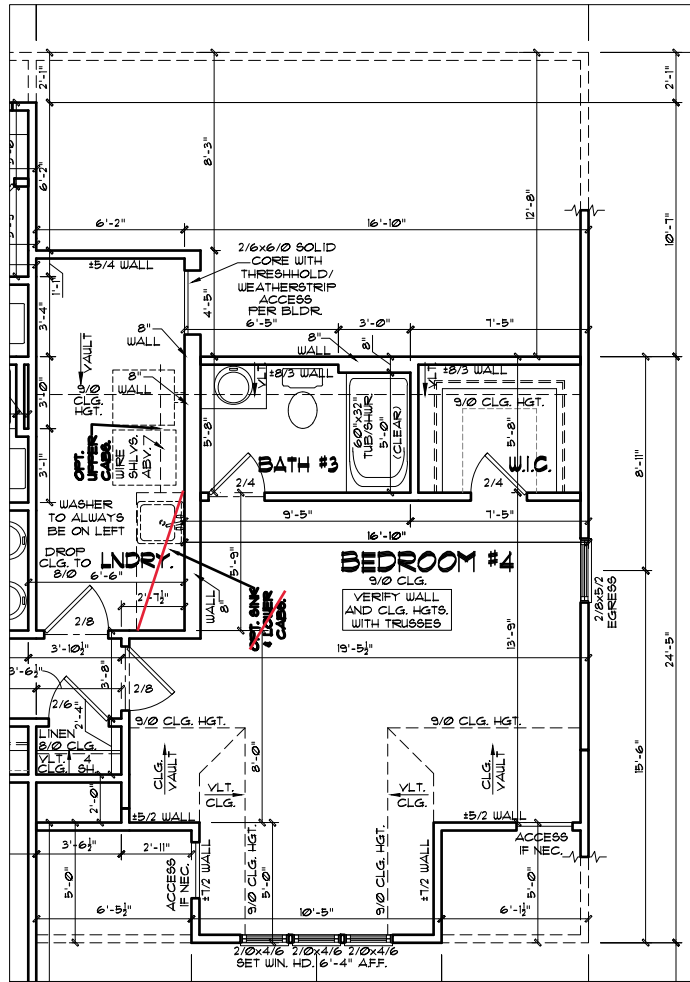 2'-1"
2'-1"
6'-2"
8'-3"
12'-8"
10'-7"
6'-2"
16'-10"
±5/4 WALL
2/6x6/0 SOLID
CORE WITH
THRESHHOLD/
WEATHERSTRIP
ACCESS
PER BLDR.
1'-1"
3'-4"
4'-5"
6'-5"
3'-0"
7'-5"
8"
WALL
8"
WALL
8"
VAULT
±8/3 WALL
VLT.
VLT.
±8/3 WALL
9/0
CLG.
HGT.
8"
WALL
3'-0"
9/0 CLG. HGT.
60"x32"
TUB/SHWR.
5'-0"
(CLEAR)
5'-8"
5'-8"
8'-11"
OPT.
UPPER
CABS.
WIRE
SHLVS.
ABV.
3'-1"
BATH #3
W.I.C.
2/4
2/4
WASHER
TO ALWAYS
BE ON LEFT
9'-5"
7'-5"
16'-10"
DROP
CLG. TO
8/0
LNDRY.
6'-6"
5'-9"
BEDROOM #4
9/0 CLG.
VERIFY WALL
AND CLG. HGTS.
WITH TRUSSES
2/8x5/2
EGRESS
2'-7½"
WALL
8"
OPT. SINK
& LOWER
CABS.
2/8
13'-9"
24'-5"
3'-10½"
19'-5½"
3'-8"
3'-6½"
2/8
2/6
2'-4"
LINEN
8/0 CLG.
VLT. 4
CLG. SH.
9/0 CLG. HGT.
9/0 CLG. HGT.
CLG.
VAULT
8'-0"
CLG.
VAULT
15'-6"
VLT.
CLG.
VLT.
CLG.
2'-0"
±5/2 WALL
±5/2 WALL
ACCESS
IF NEC.
3'-6½"
2'-11"
5'-0"
ACCESS
IF NEC.
±7/2 WALL
9/0 CLG. HGT.
5'-0"
9/0 CLG. HGT.
±7/2 WALL
5'-0"
6'-5½"
10'-5"
6'-1½"
2/0x4/6 2/0x4/6 2/0x4/6
SET WIN. HD. 6'-4" A.F.F.